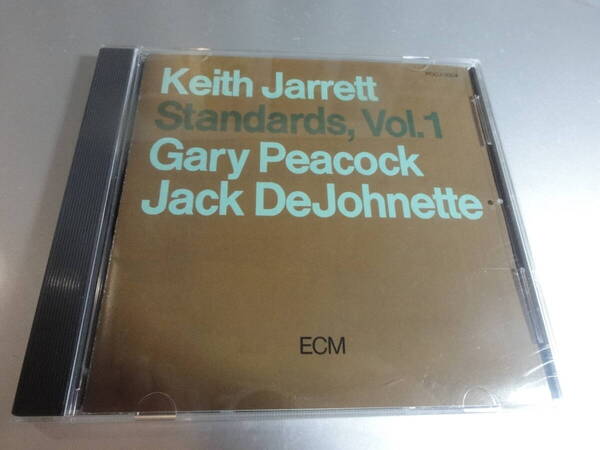 Keith Jarrett
Standards, Vol.1
Gary Peacock
Jack DeJohnette
ECM